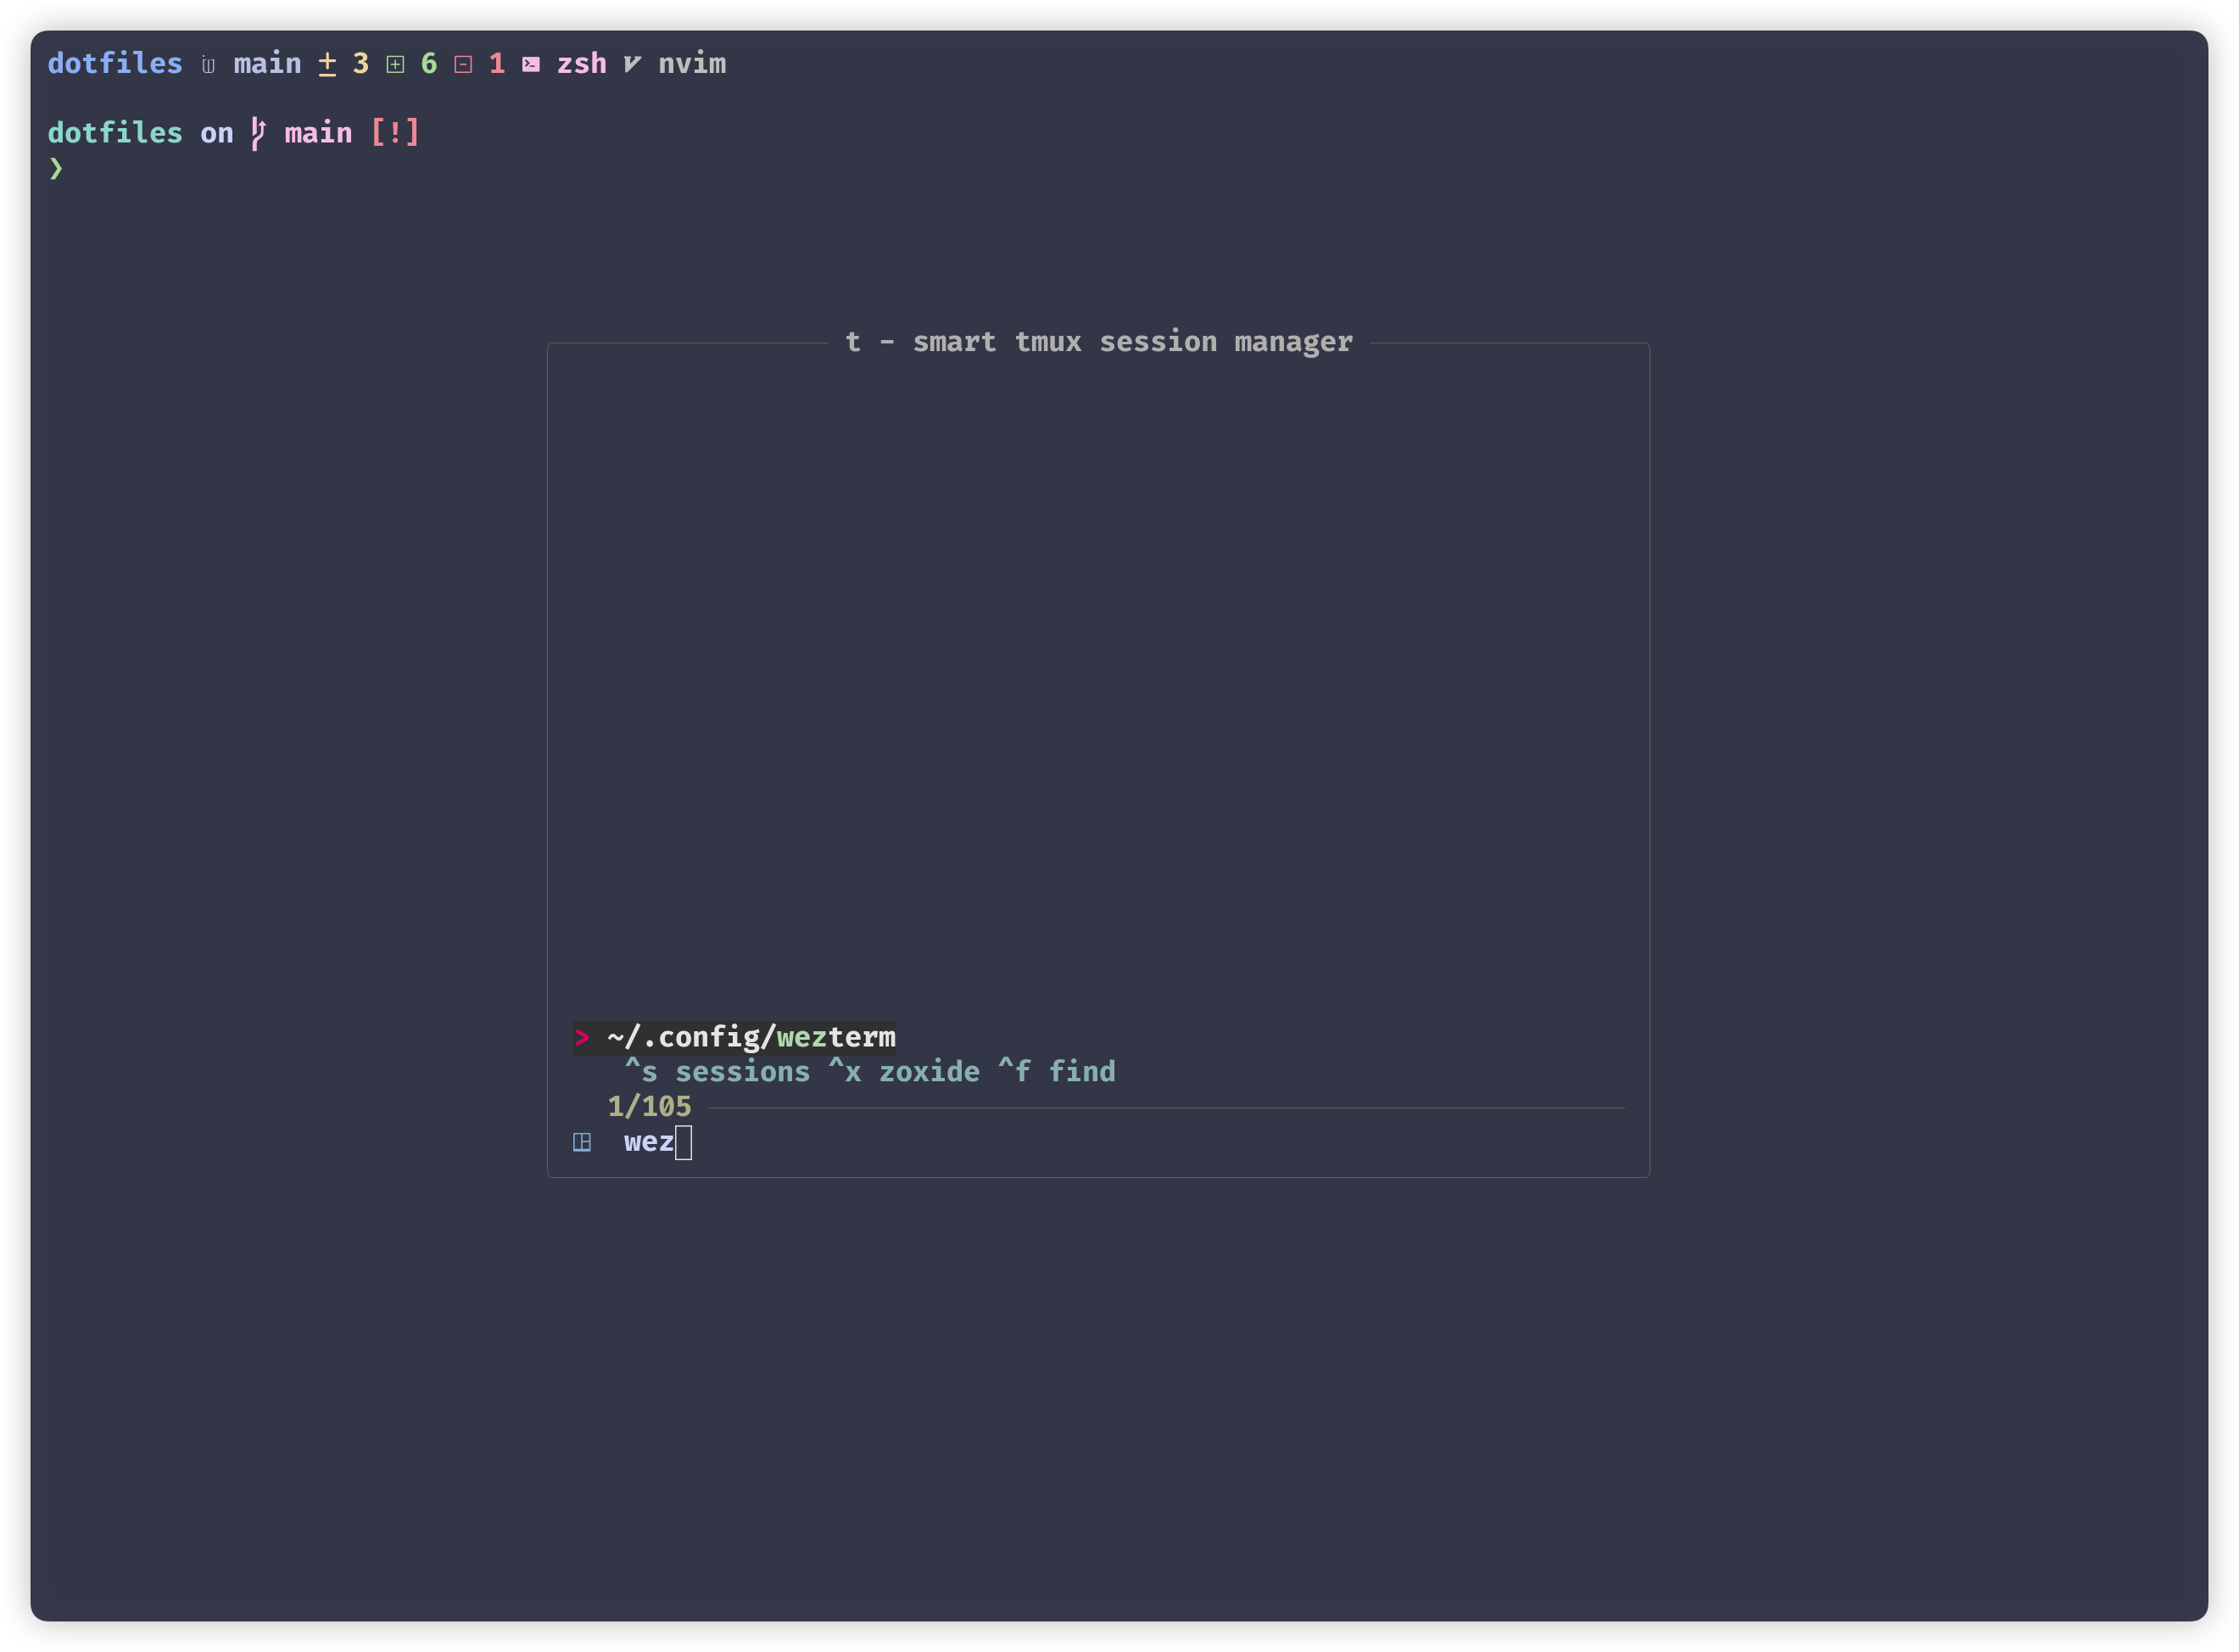 dotfiles main ± 3 6 1 zsh nvim
dotfiles on main [!]
❯
t - smart tmux session manager
> ~/.config/wezterm
^s sessions ^x zoxide ^f find
1/105
wez